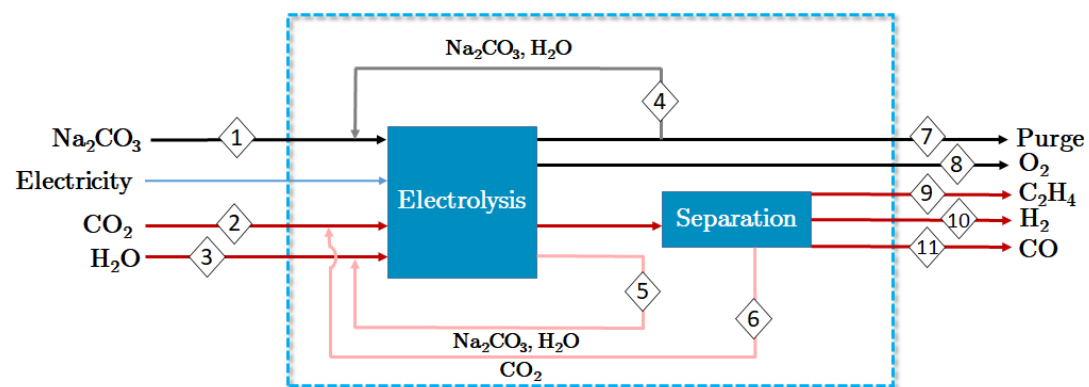 Na₂CO₃, H₂O
4
Na₂CO₃
1
7
Purge
8
O₂
Electricity
Electrolysis
9
C₂H₄
CO₂
2
Separation
10
H₂
H₂O
3
11
CO
5
6
Na₂CO₃, H₂O
CO₂